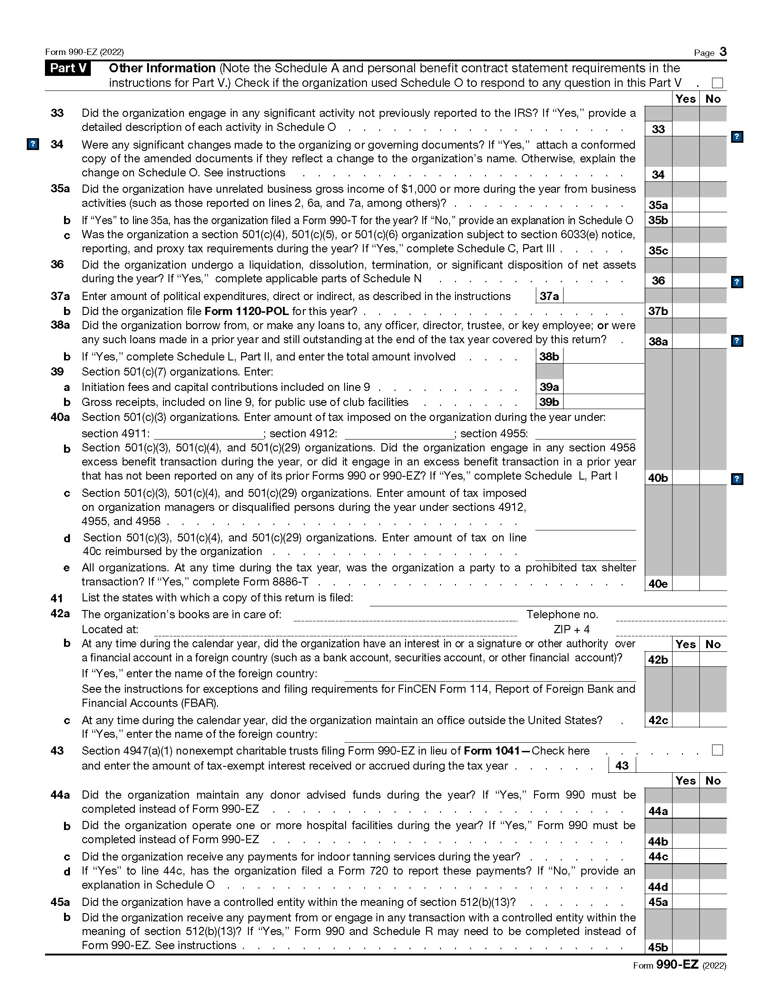 Form 990-EZ (2022) Page 3
Part V Other Information (Note the Schedule A and personal benefit contract statement requirements in the
instructions for Part V.) Check if the organization used Schedule O to respond to any question in this Part V .
Yes No
33 Did the organization engage in any significant activity not previously reported to the IRS? If “Yes,” provide a
detailed description of each activity in Schedule O . . . . . . . . . . . . . . . . . . . 33
?
? 34 Were any significant changes made to the organizing or governing documents? If “Yes,” attach a conformed
copy of the amended documents if they reflect a change to the organization’s name. Otherwise, explain the
change on Schedule O. See instructions . . . . . . . . . . . . . . . . . . . . . . 34
35a Did the organization have unrelated business gross income of $1,000 or more during the year from business
activities (such as those reported on lines 2, 6a, and 7a, among others)? . . . . . . . . . . . . 35a
b If “Yes” to line 35a, has the organization filed a Form 990-T for the year? If “No,” provide an explanation in Schedule O 35b
c Was the organization a section 501(c)(4), 501(c)(5), or 501(c)(6) organization subject to section 6033(e) notice,
reporting, and proxy tax requirements during the year? If “Yes,” complete Schedule C, Part III . . . . . 35c
36 Did the organization undergo a liquidation, dissolution, termination, or significant disposition of net assets
during the year? If “Yes,” complete applicable parts of Schedule N . . . . . . . . . . . . . 36 ?
37a Enter amount of political expenditures, direct or indirect, as described in the instructions 37a
b Did the organization file Form 1120-POL for this year? . . . . . . . . . . . . . . . . . . 37b
38a Did the organization borrow from, or make any loans to, any officer, director, trustee, or key employee; or were
any such loans made in a prior year and still outstanding at the end of the tax year covered by this return? . 38a ?
b If “Yes,” complete Schedule L, Part II, and enter the total amount involved . . . . 38b
39 Section 501(c)(7) organizations. Enter:
a Initiation fees and capital contributions included on line 9 . . . . . . . . . . 39a
b Gross receipts, included on line 9, for public use of club facilities . . . . . . . 39b
40a Section 501(c)(3) organizations. Enter amount of tax imposed on the organization during the year under:
section 4911: ; section 4912: ; section 4955:
b Section 501(c)(3), 501(c)(4), and 501(c)(29) organizations. Did the organization engage in any section 4958
excess benefit transaction during the year, or did it engage in an excess benefit transaction in a prior year
that has not been reported on any of its prior Forms 990 or 990-EZ? If “Yes,” complete Schedule L, Part I 40b ?
c Section 501(c)(3), 501(c)(4), and 501(c)(29) organizations. Enter amount of tax imposed
on organization managers or disqualified persons during the year under sections 4912,
4955, and 4958 . . . . . . . . . . . . . . . . . . . . . . . .
d Section 501(c)(3), 501(c)(4), and 501(c)(29) organizations. Enter amount of tax on line
40c reimbursed by the organization . . . . . . . . . . . . . . . . .
e All organizations. At any time during the tax year, was the organization a party to a prohibited tax shelter
transaction? If “Yes,” complete Form 8886-T . . . . . . . . . . . . . . . . . . . . . 40e
41 List the states with which a copy of this return is filed:
42a The organization’s books are in care of: Telephone no.
Located at: ZIP + 4
b At any time during the calendar year, did the organization have an interest in or a signature or other authority over Yes No
a financial account in a foreign country (such as a bank account, securities account, or other financial account)? 42b
If “Yes,” enter the name of the foreign country:
See the instructions for exceptions and filing requirements for FinCEN Form 114, Report of Foreign Bank and
Financial Accounts (FBAR).
c At any time during the calendar year, did the organization maintain an office outside the United States? . 42c
If “Yes,” enter the name of the foreign country:
43 Section 4947(a)(1) nonexempt charitable trusts filing Form 990-EZ in lieu of Form 1041—Check here . . . . . . .
and enter the amount of tax-exempt interest received or accrued during the tax year . . . . . . 43
Yes No
44a Did the organization maintain any donor advised funds during the year? If “Yes,” Form 990 must be
completed instead of Form 990-EZ . . . . . . . . . . . . . . . . . . . . . . . . 44a
b Did the organization operate one or more hospital facilities during the year? If “Yes,” Form 990 must be
completed instead of Form 990-EZ . . . . . . . . . . . . . . . . . . . . . . . . 44b
c Did the organization receive any payments for indoor tanning services during the year? . . . . . . . 44c
d If “Yes” to line 44c, has the organization filed a Form 720 to report these payments? If “No,” provide an
explanation in Schedule O . . . . . . . . . . . . . . . . . . . . . . . . . . . 44d
45a Did the organization have a controlled entity within the meaning of section 512(b)(13)? . . . . . . . 45a
b Did the organization receive any payment from or engage in any transaction with a controlled entity within the
meaning of section 512(b)(13)? If “Yes,” Form 990 and Schedule R may need to be completed instead of
Form 990-EZ. See instructions . . . . . . . . . . . . . . . . . . . . . . . . . . 45b
Form 990-EZ (2022)